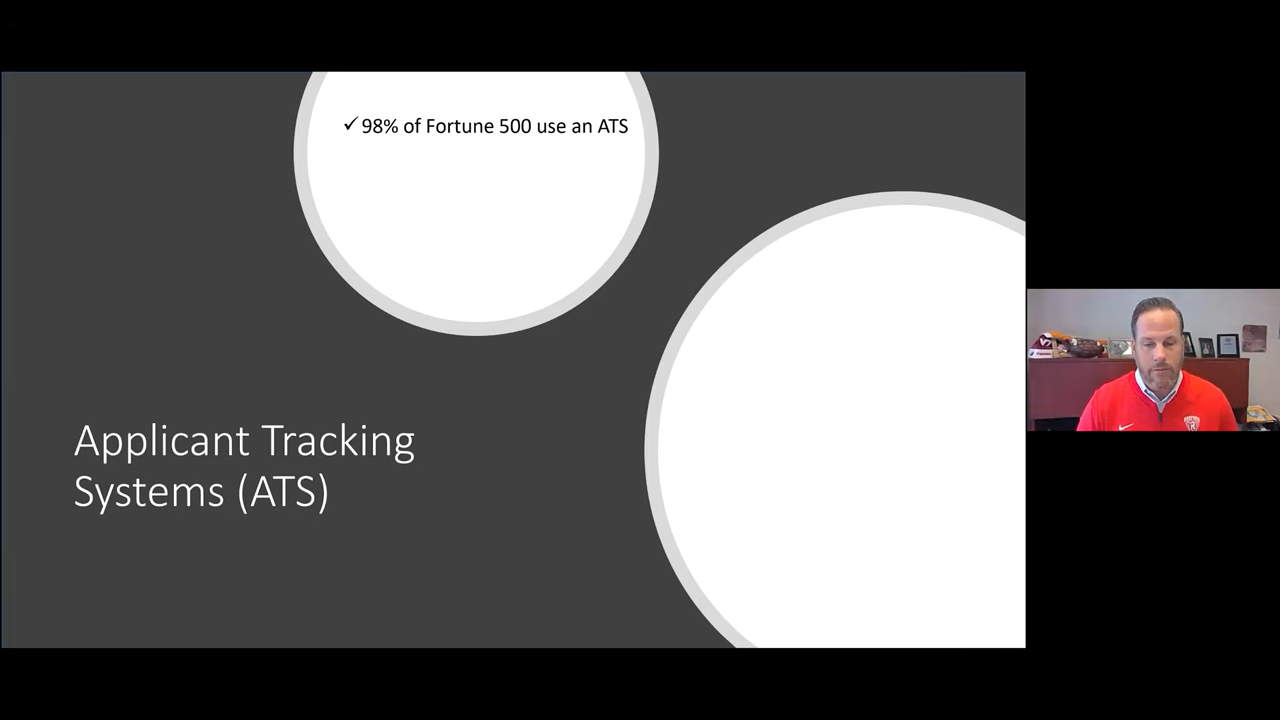 ✓98% of Fortune 500 use an ATS
Applicant Tracking
Systems (ATS)